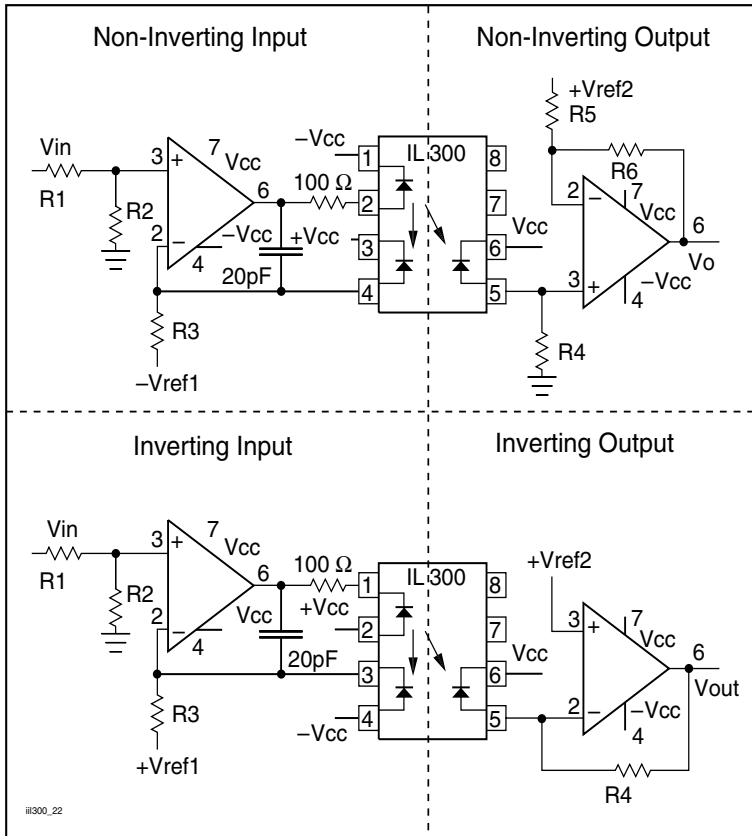 Non-Inverting Input
Non-Inverting Output
+Vref2
R5
Vin
R1
R2
3
+
7
Vcc
6
100 Ω
2
–
–Vcc
4
20pF
+Vcc
R3
–Vref1
–Vcc
IL 300
1
2
3
4
8
7
6
5
Vcc
R6
2
–
7
Vcc
6
Vo
3
+
–Vcc
4
R4
Inverting Input
Inverting Output
Vin
R1
R2
3
+
7
Vcc
6
100 Ω
2
–
Vcc
4
20pF
+Vcc
R3
+Vref1
–Vcc
IL 300
1
2
3
4
8
7
6
5
Vcc
+Vref2
3
+
7
Vcc
6
Vout
2
–
–Vcc
4
R4
iil300_22